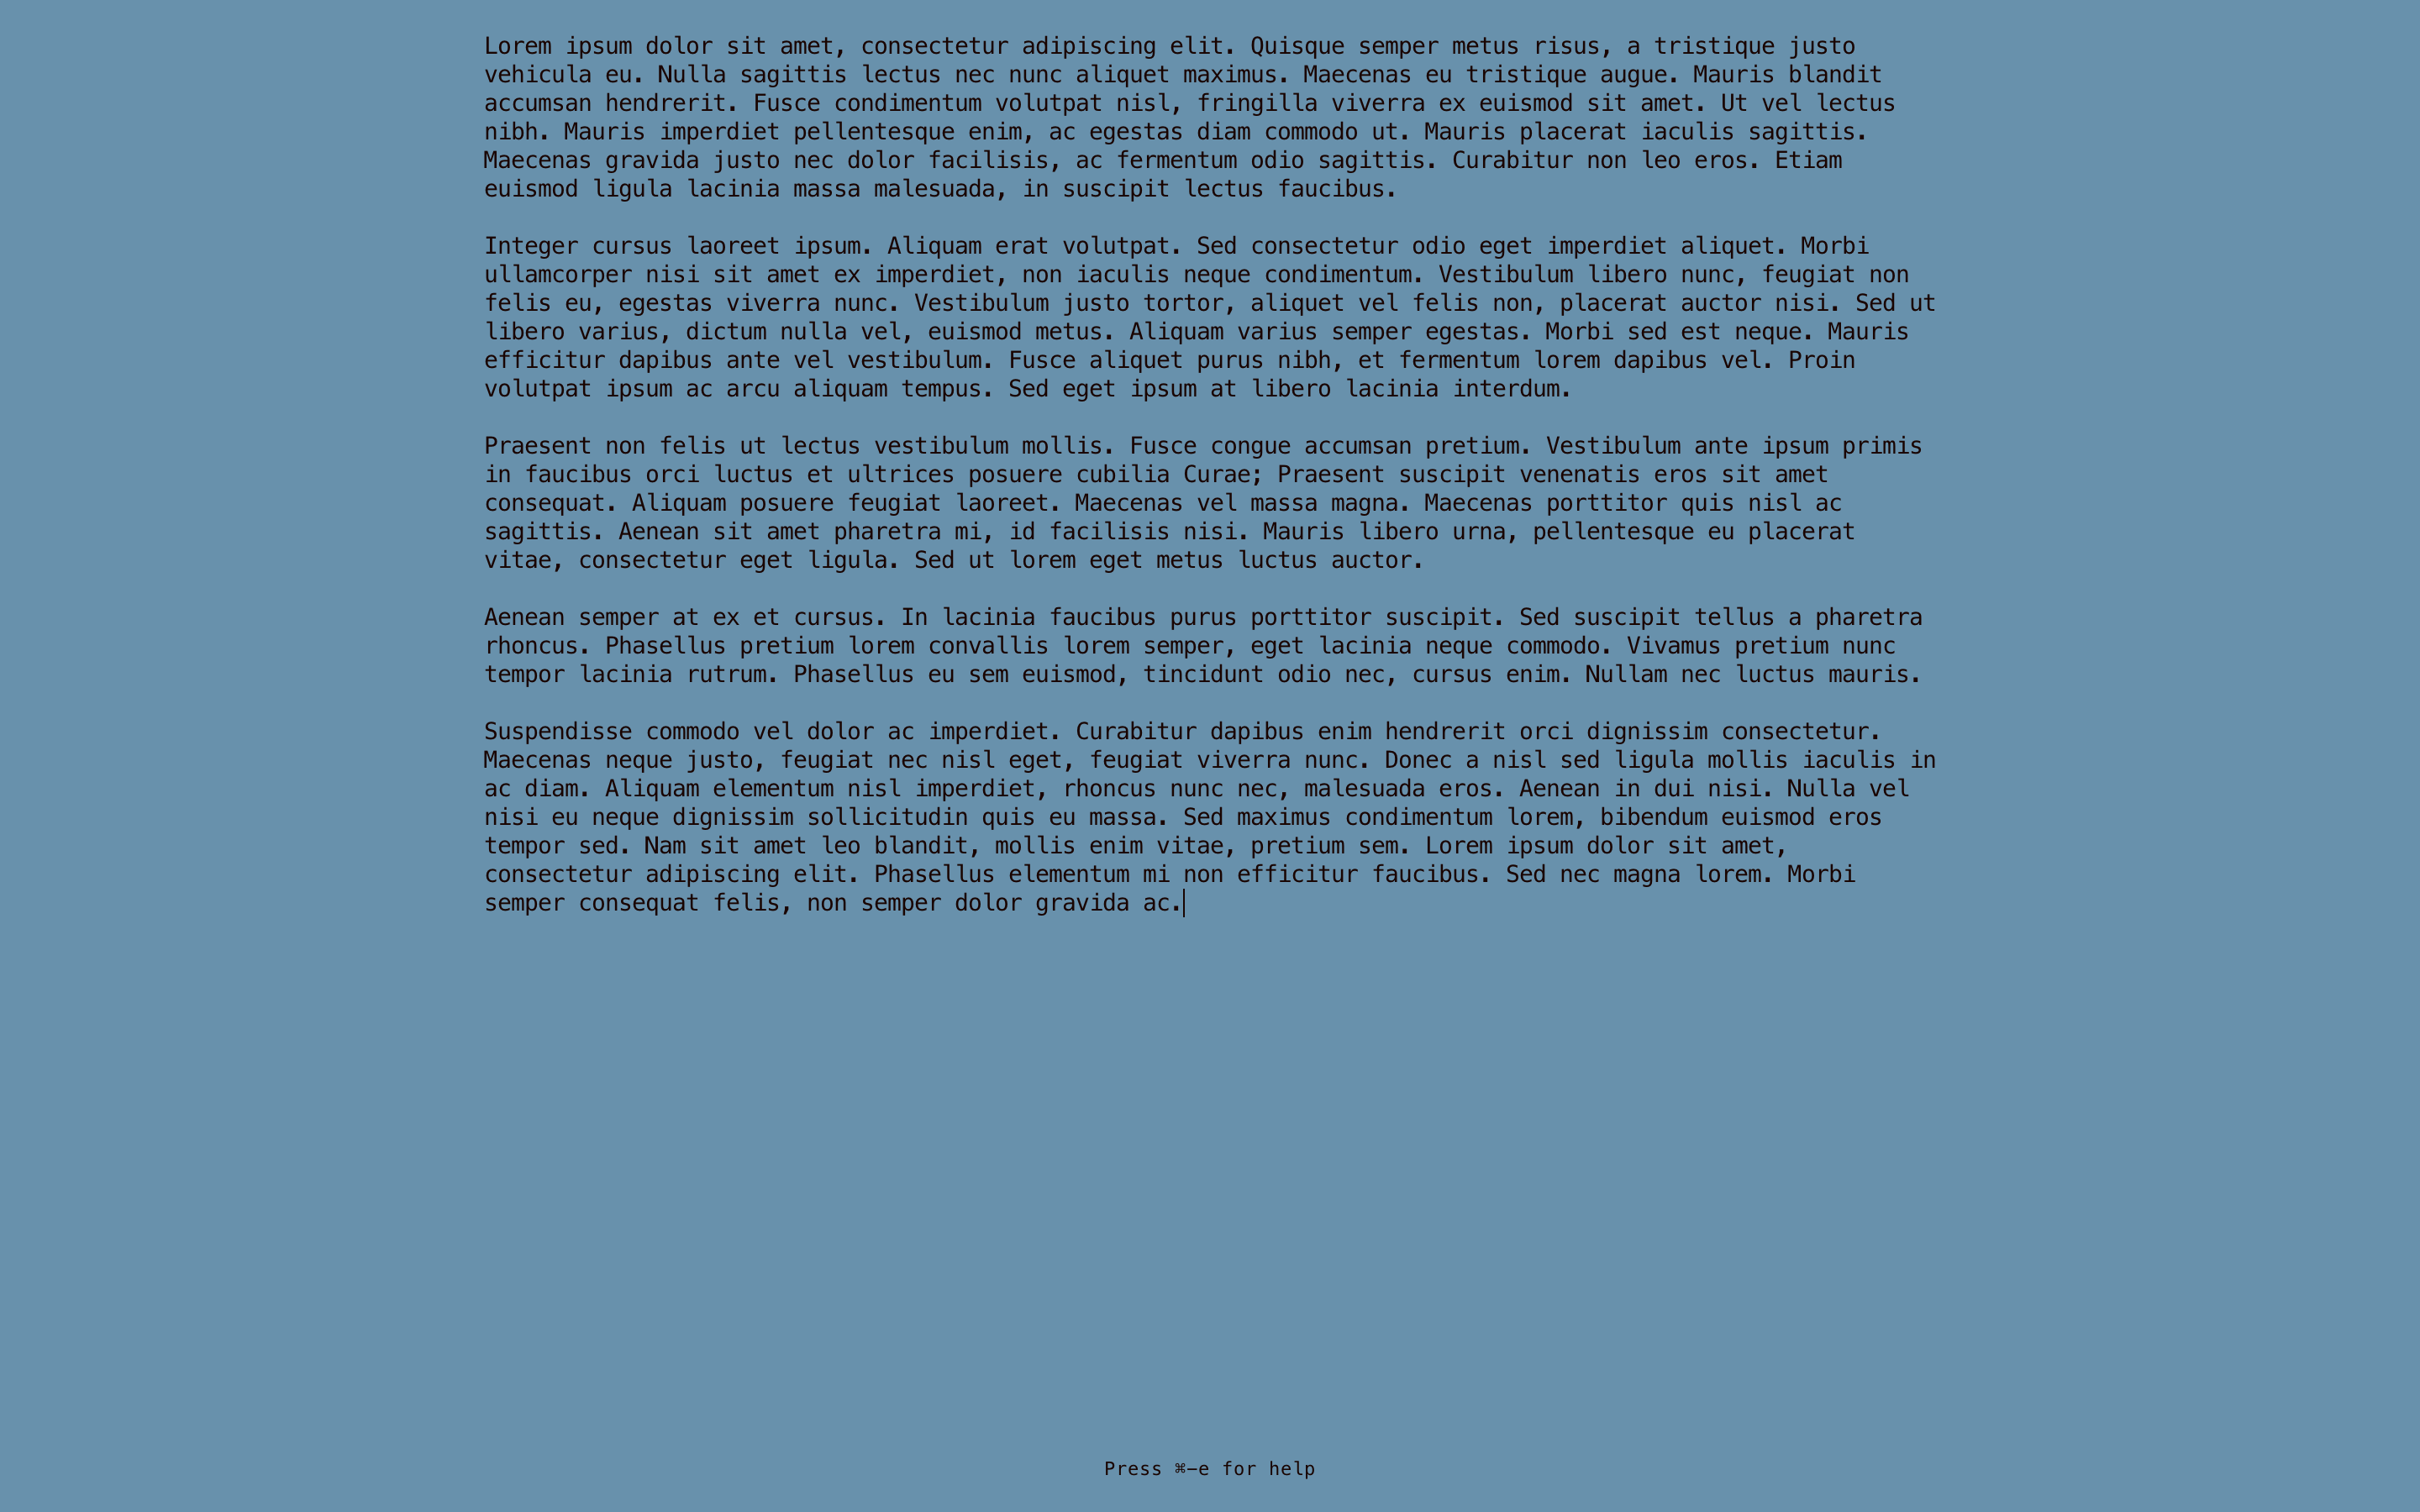 Lorem ipsum dolor sit amet, consectetur adipiscing elit. Quisque semper metus risus, a tristique justo
vehicula eu. Nulla sagittis lectus nec nunc aliquet maximus. Maecenas eu tristique augue. Mauris blandit
accumsan hendrerit. Fusce condimentum volutpat nisl, fringilla viverra ex euismod sit amet. Ut vel lectus
nibh. Mauris imperdiet pellentesque enim, ac egestas diam commodo ut. Mauris placerat iaculis sagittis.
Maecenas gravida justo nec dolor facilisis, ac fermentum odio sagittis. Curabitur non leo eros. Etiam
euismod ligula lacinia massa malesuada, in suscipit lectus faucibus.

Integer cursus laoreet ipsum. Aliquam erat volutpat. Sed consectetur odio eget imperdiet aliquet. Morbi
ullamcorper nisi sit amet ex imperdiet, non iaculis neque condimentum. Vestibulum libero nunc, feugiat non
felis eu, egestas viverra nunc. Vestibulum justo tortor, aliquet vel felis non, placerat auctor nisi. Sed ut
libero varius, dictum nulla vel, euismod metus. Aliquam varius semper egestas. Morbi sed est neque. Mauris
efficitur dapibus ante vel vestibulum. Fusce aliquet purus nibh, et fermentum lorem dapibus vel. Proin
volutpat ipsum ac arcu aliquam tempus. Sed eget ipsum at libero lacinia interdum.

Praesent non felis ut lectus vestibulum mollis. Fusce congue accumsan pretium. Vestibulum ante ipsum primis
in faucibus orci luctus et ultrices posuere cubilia Curae; Praesent suscipit venenatis eros sit amet
consequat. Aliquam posuere feugiat laoreet. Maecenas vel massa magna. Maecenas porttitor quis nisl ac
sagittis. Aenean sit amet pharetra mi, id facilisis nisi. Mauris libero urna, pellentesque eu placerat
vitae, consectetur eget ligula. Sed ut lorem eget metus luctus auctor.

Aenean semper at ex et cursus. In lacinia faucibus purus porttitor suscipit. Sed suscipit tellus a pharetra
rhoncus. Phasellus pretium lorem convallis lorem semper, eget lacinia neque commodo. Vivamus pretium nunc
tempor lacinia rutrum. Phasellus eu sem euismod, tincidunt odio nec, cursus enim. Nullam nec luctus mauris.

Suspendisse commodo vel dolor ac imperdiet. Curabitur dapibus enim hendrerit orci dignissim consectetur.
Maecenas neque justo, feugiat nec nisl eget, feugiat viverra nunc. Donec a nisl sed ligula mollis iaculis in
ac diam. Aliquam elementum nisl imperdiet, rhoncus nunc nec, malesuada eros. Aenean in dui nisi. Nulla vel
nisi eu neque dignissim sollicitudin quis eu massa. Sed maximus condimentum lorem, bibendum euismod eros
tempor sed. Nam sit amet leo blandit, mollis enim vitae, pretium sem. Lorem ipsum dolor sit amet,
consectetur adipiscing elit. Phasellus elementum mi non efficitur faucibus. Sed nec magna lorem. Morbi
semper consequat felis, non semper dolor gravida ac.

Press ⌘–e for help